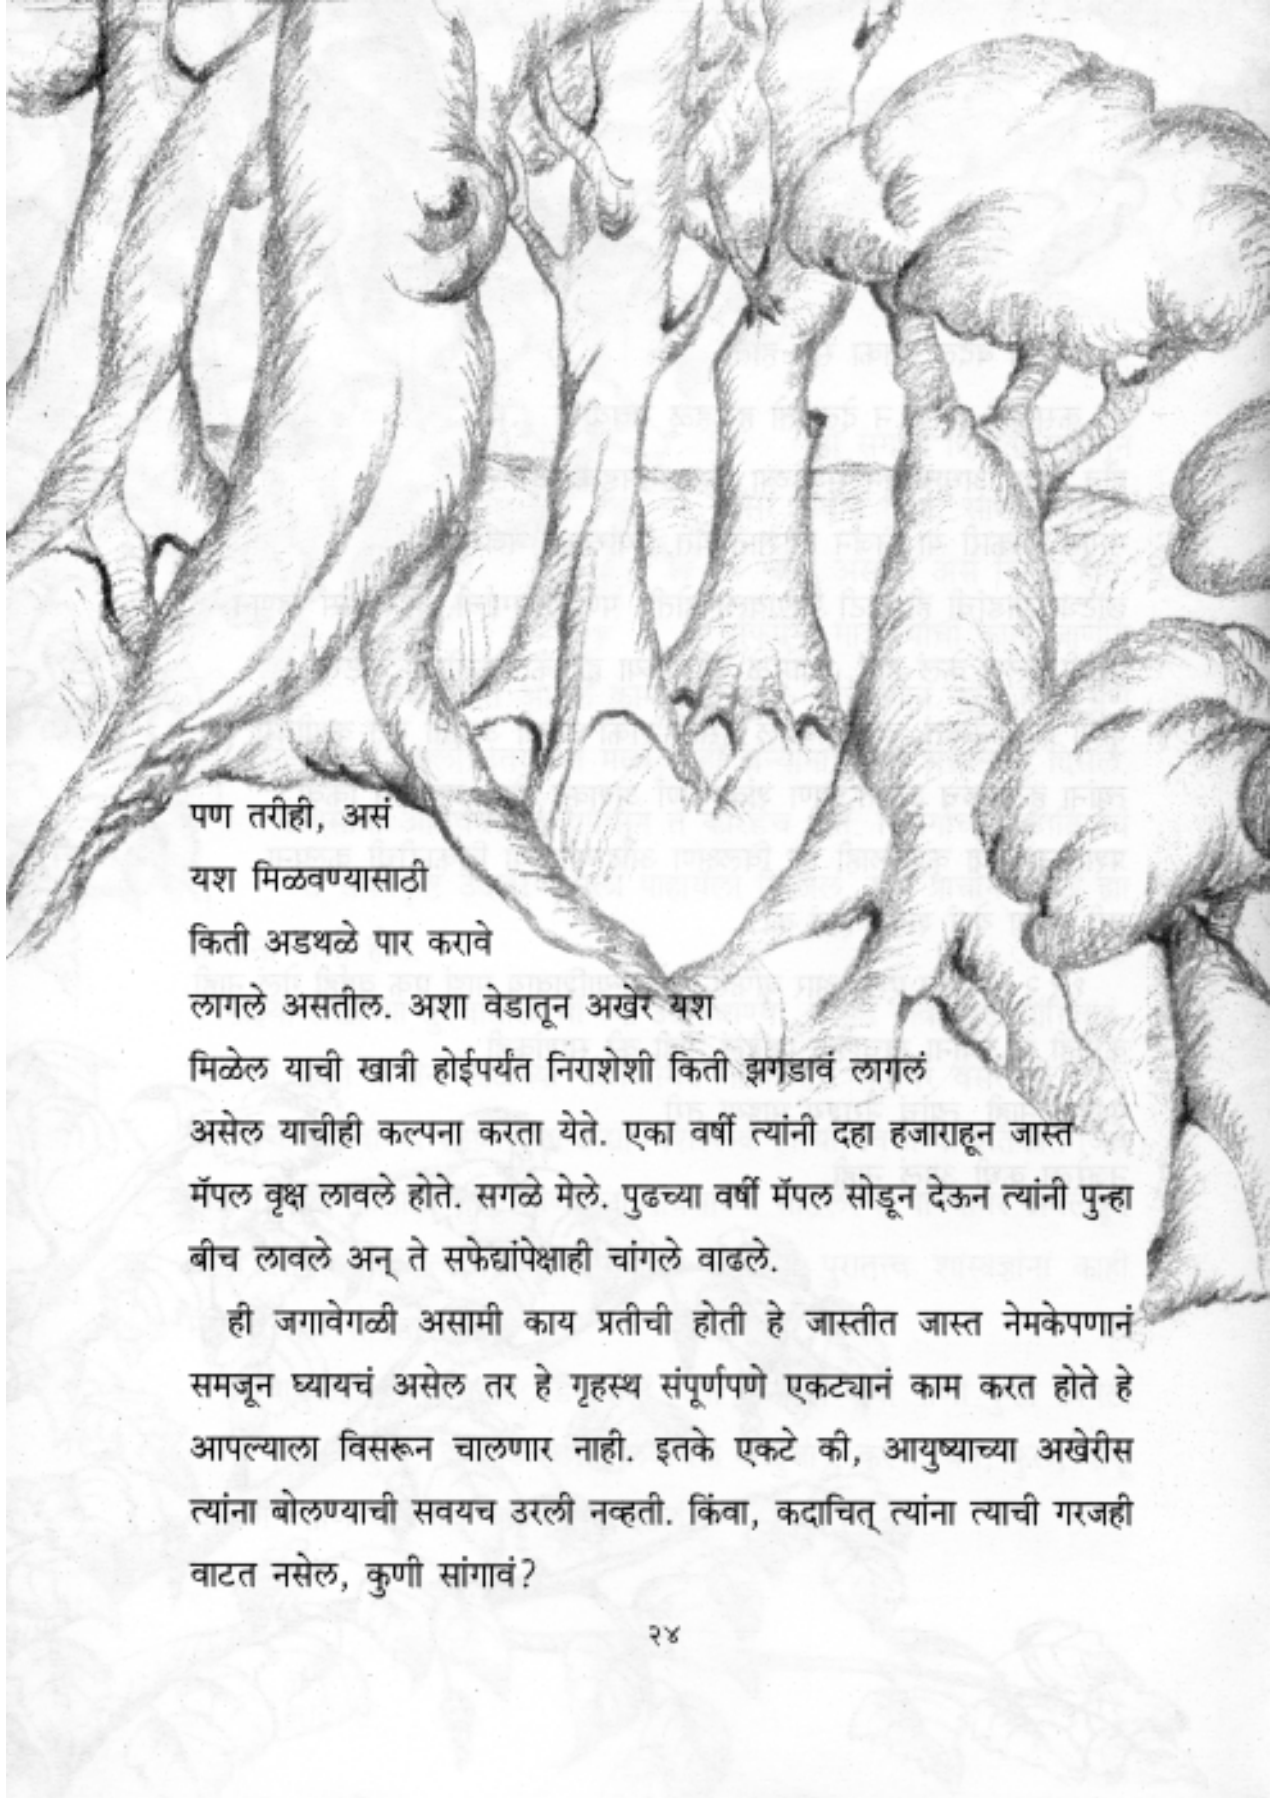 पण तरीही, असं
यश मिळवण्यासाठी
किती अडथळे पार करावे
लागले असतील. अशा वेडातून अखेर यश
मिळेल याची खात्री होईपर्यंत निराशेशी किती झगडावं लागलं
असेल याचीही कल्पना करता येते. एका वर्षी त्यांनी दहा हजाराहून जास्त
मॅपल वृक्ष लावले होते. सगळे मेले. पुढच्या वर्षी मॅपल सोडून देऊन त्यांनी पुन्हा
बीच लावले अन् ते सफेद्यांपेक्षाही चांगले वाढले.
ही जगावेगळी असामी काय प्रतीची होती हे जास्तीत जास्त नेमकेपणानं
समजून घ्यायचं असेल तर हे गृहस्थ संपूर्णपणे एकट्यानं काम करत होते हे
आपल्याला विसरून चालणार नाही. इतके एकटे की, आयुष्याच्या अखेरीस
त्यांना बोलण्याची सवयच उरली नव्हती. किंवा, कदाचित् त्यांना त्याची गरजही
वाटत नसेल, कुणी सांगावं?
२४